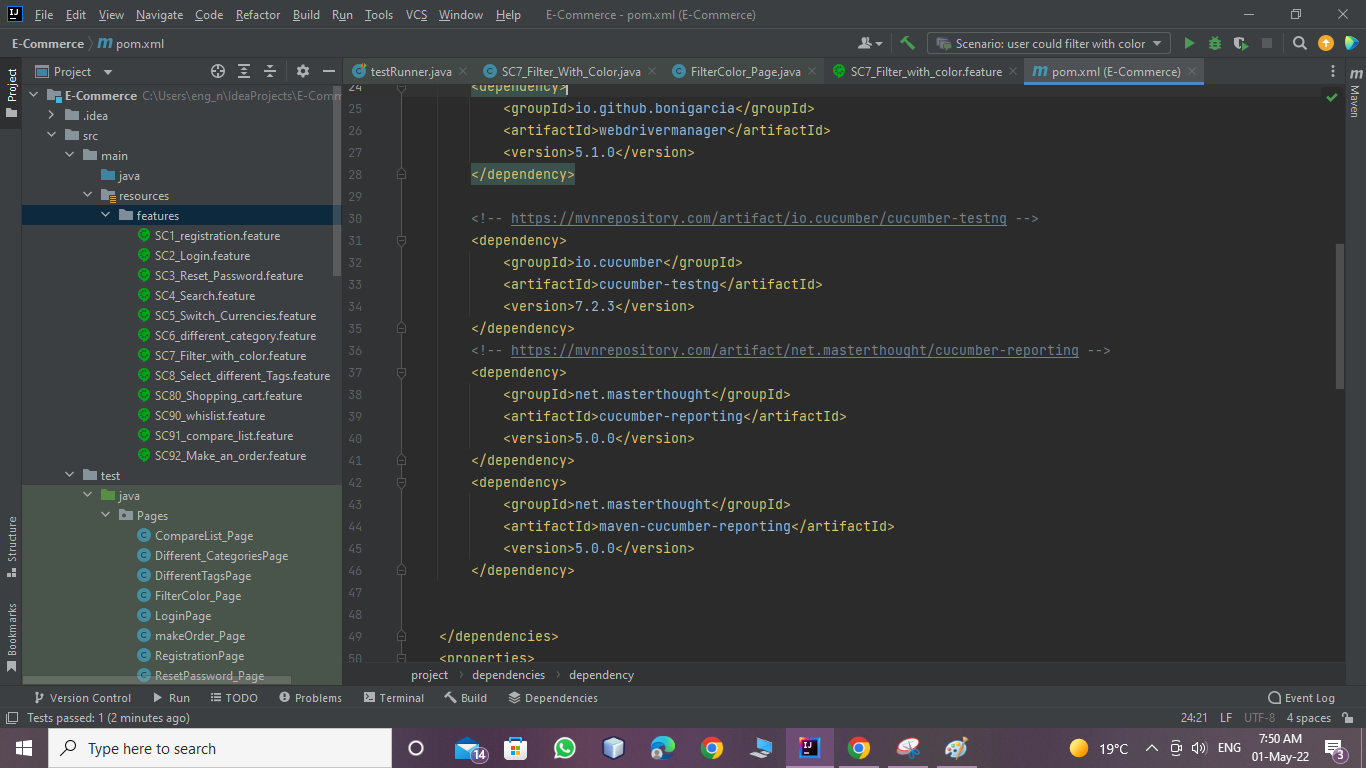 File Edit View Navigate Code Refactor Build Run Tools VCS Window Help E-Commerce - pom.xml (E-Commerce)
E-Commerce m pom.xml
Scenario: user could filter with color
Project
testRunner.java
SC7_Filter_With_Color.java
FilterColor_Page.java
SC7_Filter_with_color.feature
m pom.xml (E-Commerce)
Project
Structure
Bookmarks
m Maven
E-Commerce C:\Users\eng_n\IdeaProjects\E-Comm
.idea
src
main
java
resources
features
SC1_registration.feature
SC2_Login.feature
SC3_Reset_Password.feature
SC4_Search.feature
SC5_Switch_Currencies.feature
SC6_different_category.feature
SC7_Filter_with_color.feature
SC8_Select_different_Tags.feature
SC80_Shopping_cart.feature
SC90_whislist.feature
SC91_compare_list.feature
SC92_Make_an_order.feature
test
java
Pages
CompareList_Page
Different_CategoriesPage
DifferentTagsPage
FilterColor_Page
LoginPage
makeOrder_Page
RegistrationPage
ResetPassword_Page
24 <dependency>
25 <groupId>io.github.bonigarcia</groupId>
26 <artifactId>webdrivermanager</artifactId>
27 <version>5.1.0</version>
28 </dependency>
29
30 <!-- https://mvnrepository.com/artifact/io.cucumber/cucumber-testng -->
31 <dependency>
32 <groupId>io.cucumber</groupId>
33 <artifactId>cucumber-testng</artifactId>
34 <version>7.2.3</version>
35 </dependency>
36 <!-- https://mvnrepository.com/artifact/net.masterthought/cucumber-reporting -->
37 <dependency>
38 <groupId>net.masterthought</groupId>
39 <artifactId>cucumber-reporting</artifactId>
40 <version>5.0.0</version>
41 </dependency>
42 <dependency>
43 <groupId>net.masterthought</groupId>
44 <artifactId>maven-cucumber-reporting</artifactId>
45 <version>5.0.0</version>
46 </dependency>
47
48
49 </dependencies>
50 <properties>
project dependencies dependency
Version Control Run TODO Problems Terminal Build Dependencies Event Log
Tests passed: 1 (2 minutes ago) 24:21 LF UTF-8 4 spaces
Type here to search
14
19°C
ENG
7:50 AM
01-May-22
3